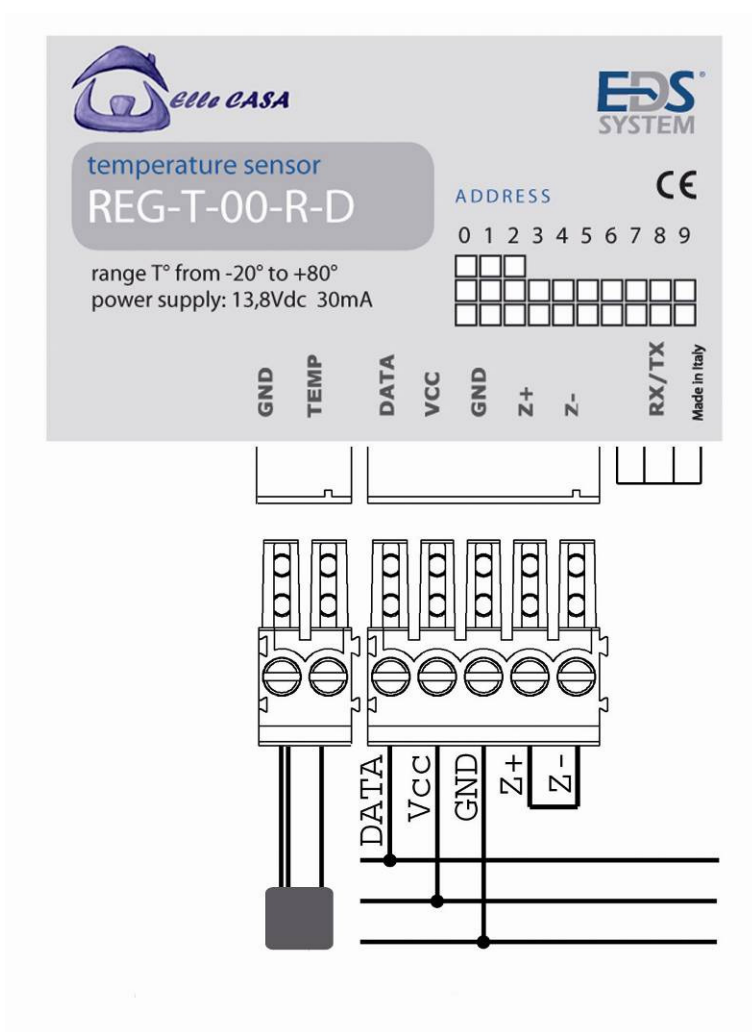 Elle CASA
EDS
SYSTEM
temperature sensor
REG-T-00-R-D
ADDRESS
CE
0 1 2 3 4 5 6 7 8 9
range T° from -20° to +80°
power supply: 13,8Vdc 30mA
GND
TEMP
DATA
VCC
GND
Z+
Z-
RX/TX
Made in Italy
DATA
Vcc
GND
Z+
Z-